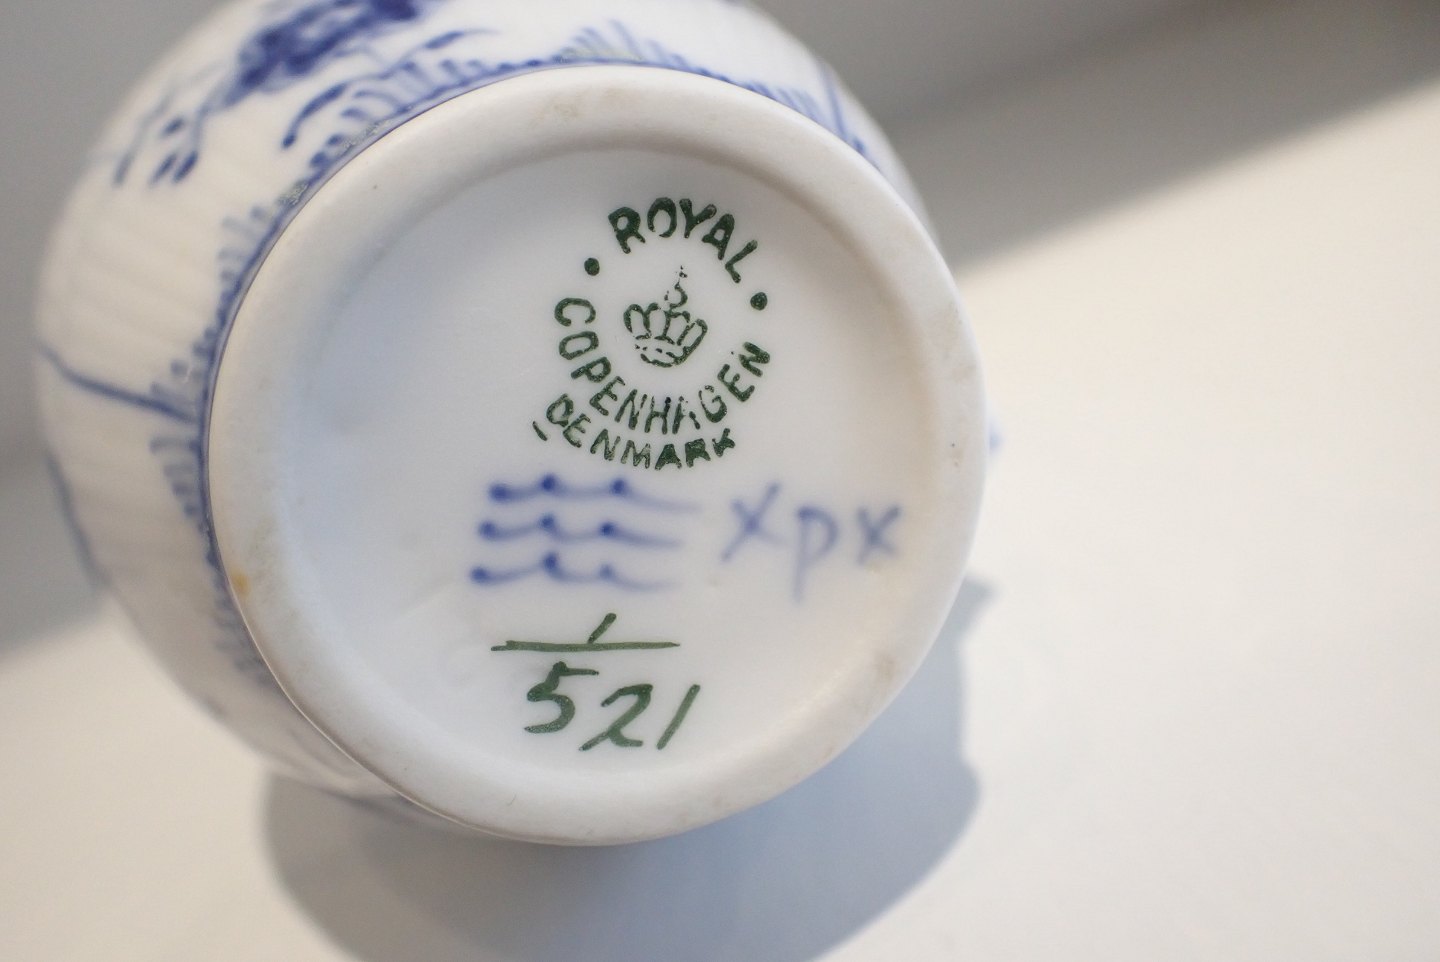 ROYAL
COPENHAGEN
DENMARK
xpx
1
521